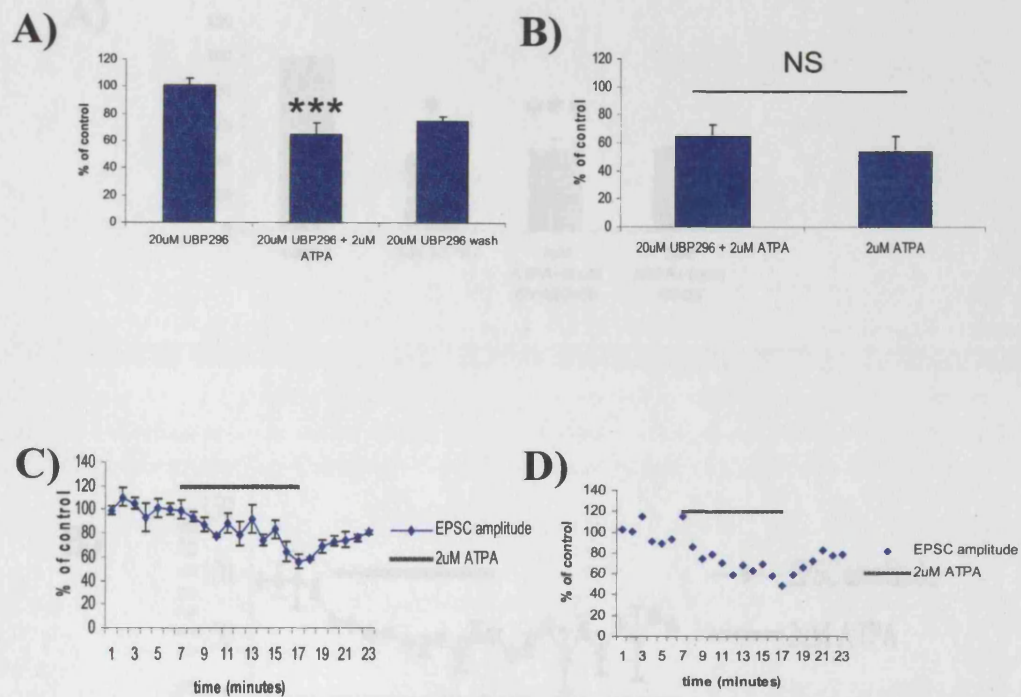 A)
% of control
120
100
80
60
40
20
0
***
20uM UBP296
20uM UBP296 + 2uM
ATPA
20uM UBP296 wash
B)
% of control
120
100
80
60
40
20
0
NS
20uM UBP296 + 2uM ATPA
2uM ATPA
C)
% of control
140
120
100
80
60
40
20
0
1 3 5 7 9 11 13 15 17 19 21 23
time (minutes)
EPSC amplitude
2uM ATPA
D)
% of control
140
120
100
80
60
40
20
0
1 3 5 7 9 11 13 15 17 19 21 23
time (minutes)
EPSC amplitude
2uM ATPA